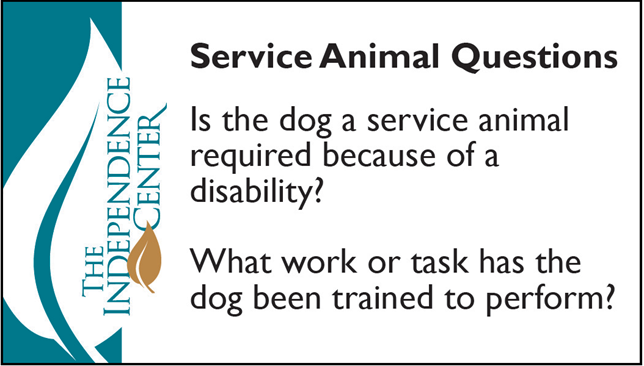 THE
INDEPENDENCE
CENTER
Service Animal Questions
Is the dog a service animal
required because of a
disability?
What work or task has the
dog been trained to perform?